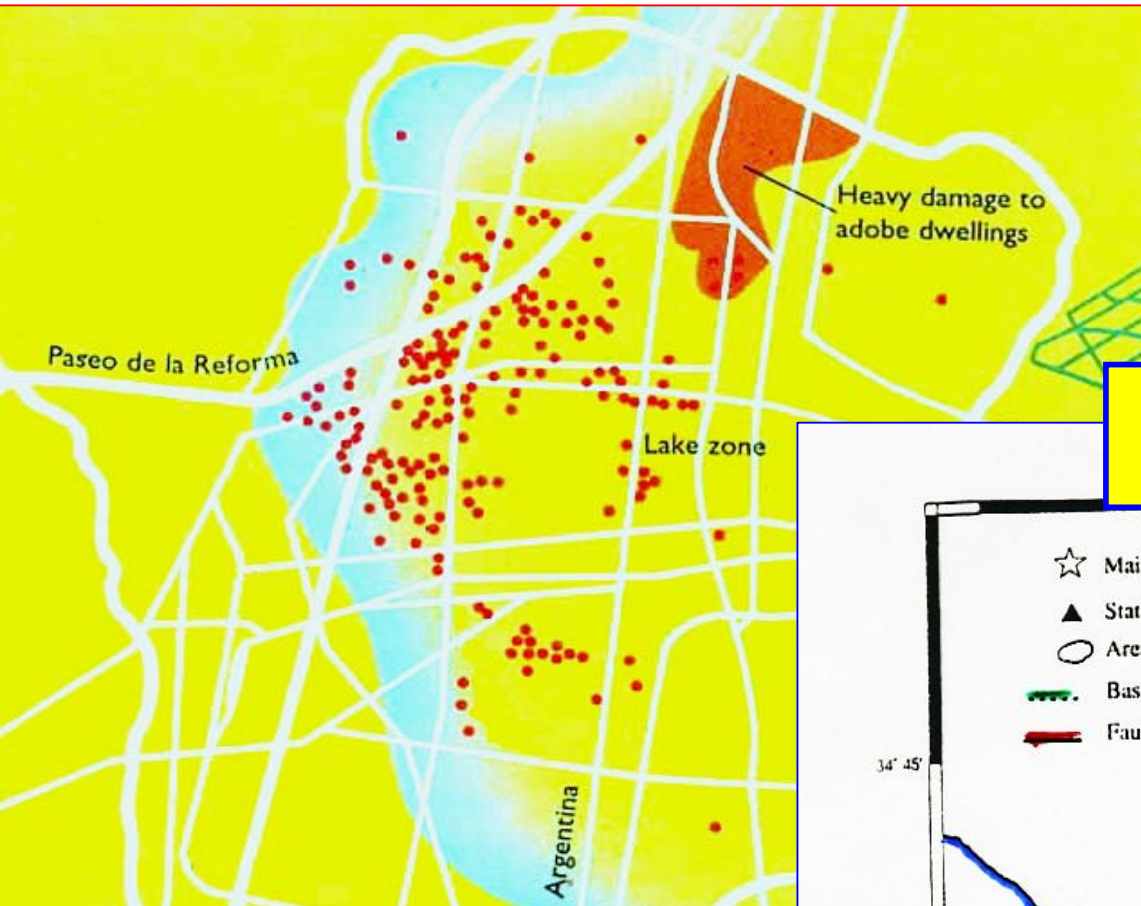 Heavy damage to
adobe dwellings
Paseo de la Reforma
Lake zone
Argentina
34° 45'